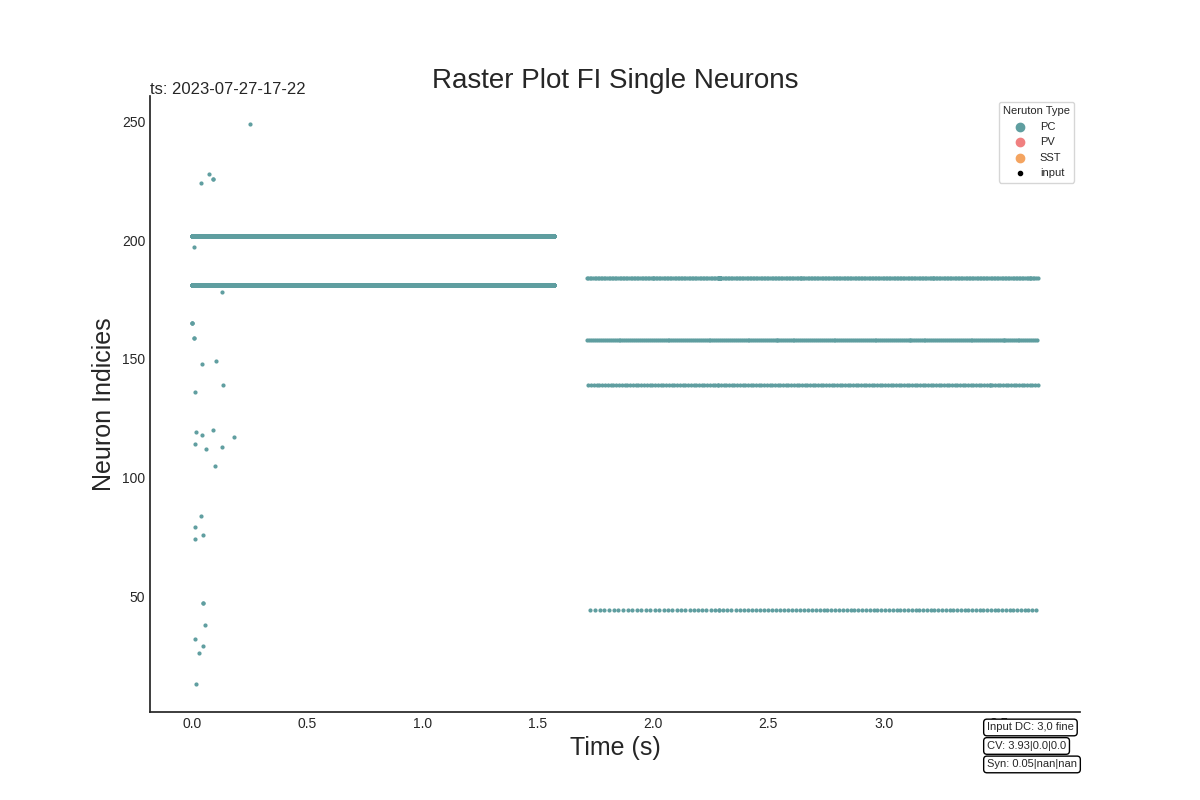 Raster Plot FI Single Neurons
ts: 2023-07-27-17-22
Neruton Type
PC
PV
SST
input
250
200
150
100
50
Neuron Indicies
0.0
0.5
1.0
1.5
2.0
2.5
3.0
Time (s)
Input DC: 3,0 fine
CV: 3.93|0.0|0.0
Syn: 0.05|nan|nan